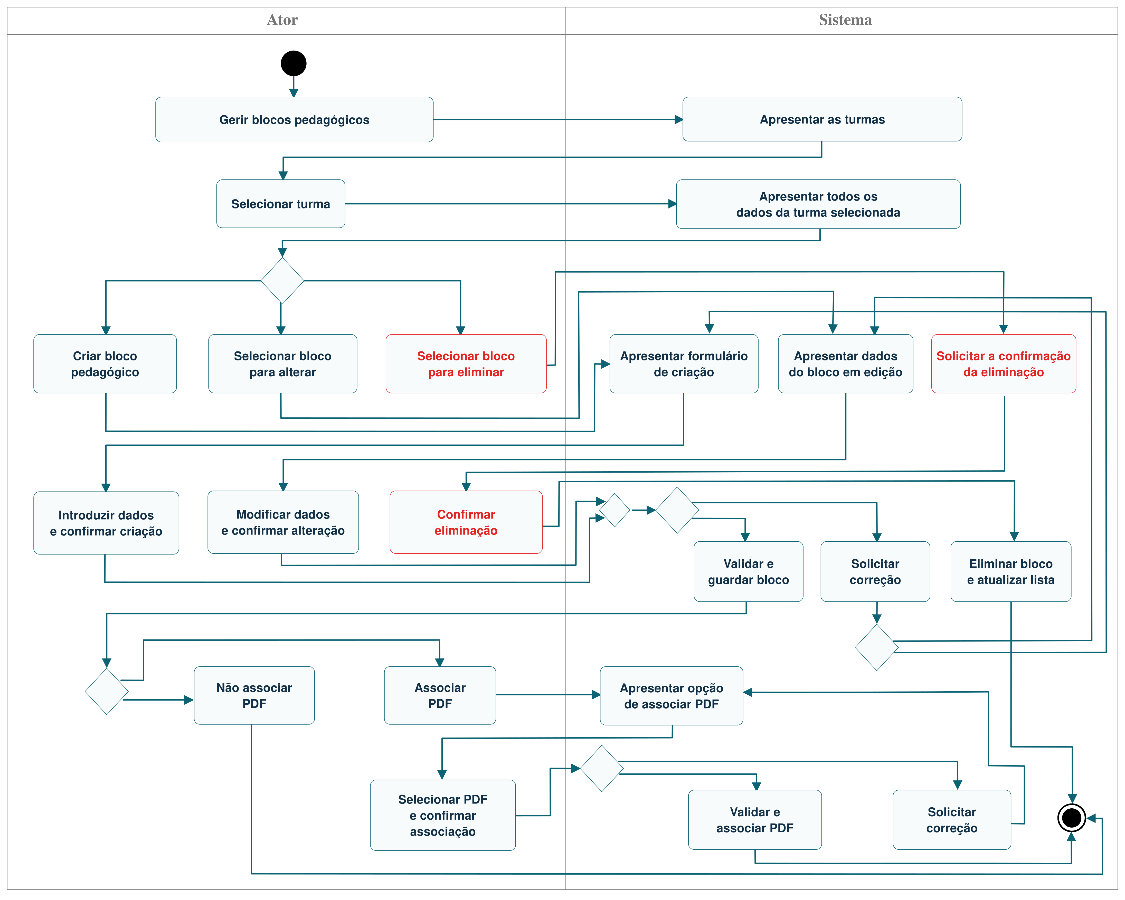 Ator
Sistema
Gerir blocos pedagógicos
Apresentar as turmas
Selecionar turma
Apresentar todos os
dados da turma selecionada
Criar bloco
pedagógico
Selecionar bloco
para alterar
Selecionar bloco
para eliminar
Apresentar formulário
de criação
Apresentar dados
do bloco em edição
Solicitar a confirmação
da eliminação
Introduzir dados
e confirmar criação
Modificar dados
e confirmar alteração
Confirmar
eliminação
Validar e
guardar bloco
Solicitar
correção
Eliminar bloco
e atualizar lista
Não associar
PDF
Associar
PDF
Apresentar opção
de associar PDF
Selecionar PDF
e confirmar
associação
Validar e
associar PDF
Solicitar
correção